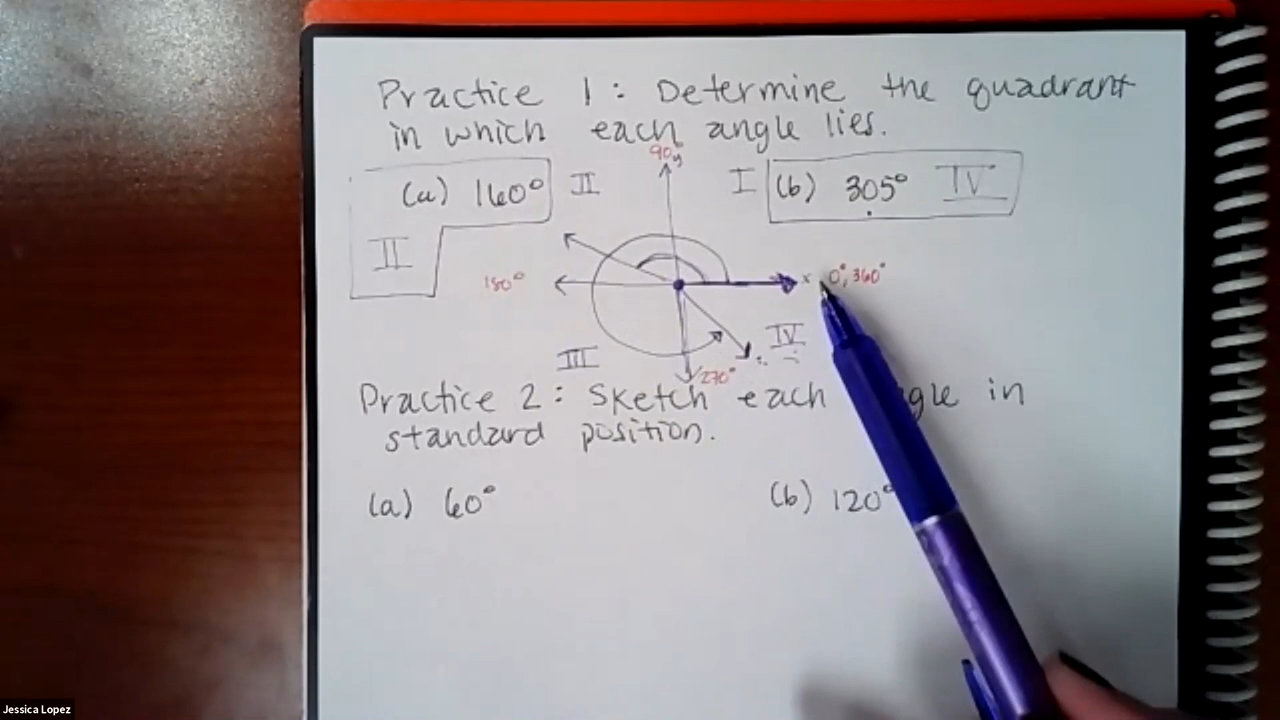 Practice 1: Determine the quadrant
in which each angle lies.
90°
y
(a) 160° II
I (b) 305° IV
II
180°
x 0°, 360°
III
IV
270°
Practice 2: Sketch each in
standard position.
(a) 60°
(b) 120°
Jessica Lopez